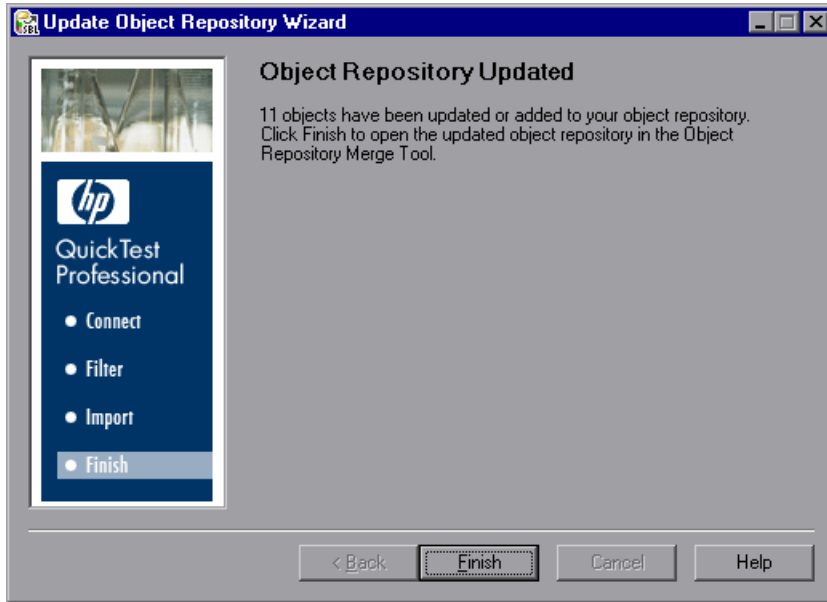 SBL Update Object Repository Wizard
Object Repository Updated
11 objects have been updated or added to your object repository.
Click Finish to open the updated object repository in the Object
Repository Merge Tool.
hp
QuickTest
Professional
Connect
Filter
Import
Finish
< Back
Finish
Cancel
Help